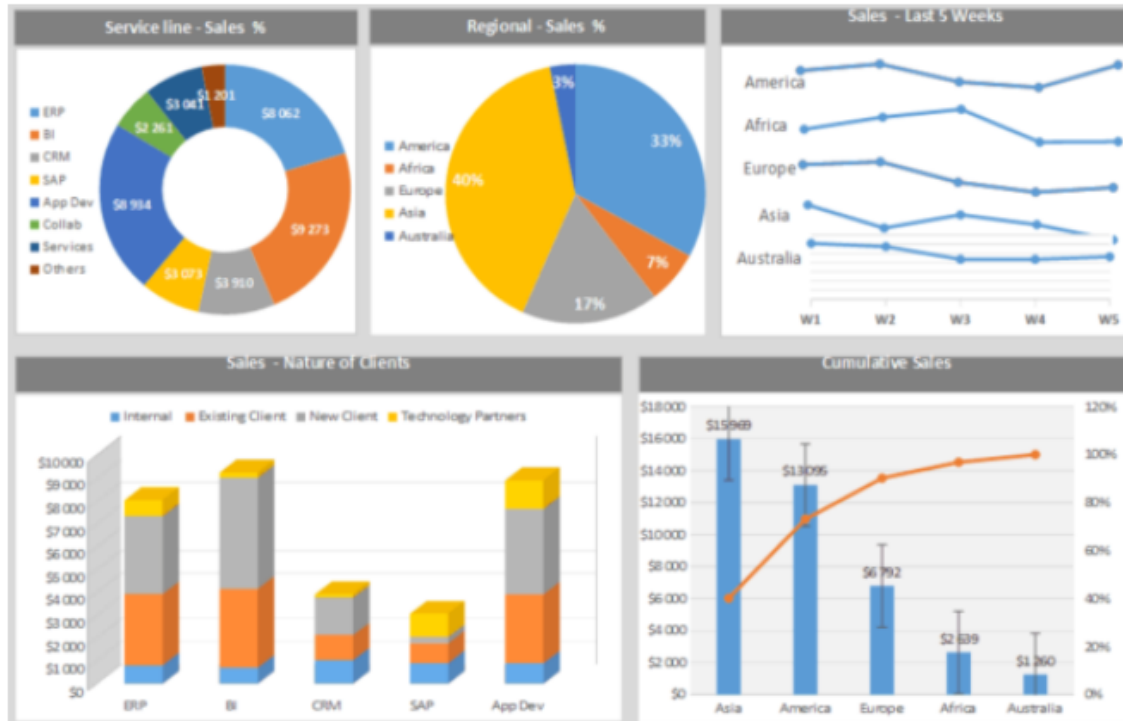 Service line - Sales %
ERP
BI
CRM
SAP
App Dev
Collab
Services
Others
$8 062
$9 273
$3 910
$3 073
$8 934
$2 261
$3 041
$1 201
Regional - Sales %
America
Africa
Europe
Asia
Australia
33%
7%
17%
40%
3%
Sales - Last 5 Weeks
America
Africa
Europe
Asia
Australia
W1 W2 W3 W4 W5
Sales - Nature of Clients
Internal Existing Client New Client Technology Partners
$10 000
$9 000
$8 000
$7 000
$6 000
$5 000
$4 000
$3 000
$2 000
$1 000
$0
ERP BI CRM SAP App Dev
Cumulative Sales
$18 000
$16 000
$14 000
$12 000
$10 000
$8 000
$6 000
$4 000
$2 000
$0
$15 969
$13 095
$6 792
$2 639
$1 260
120%
100%
80%
60%
40%
20%
0%
Asia America Europe Africa Australia